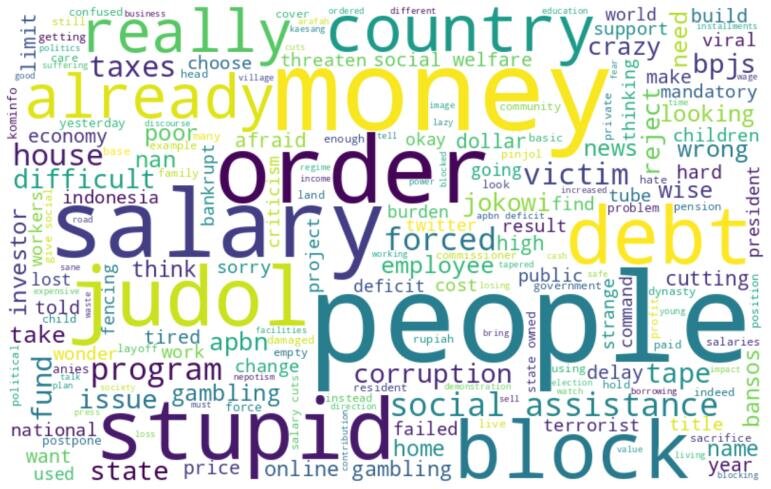 confused business arafah ordered different education installments
limit really country world build
still getting politics care cover kaesang cuts support need
kominfo taxes choose threaten social welfare crazy viral bpjs
suffering head village wage fear
already money make mandatory
yesterday discourse image lazy community thinking looking
economy poor many afraid enough tell okay dollar basic private time news reject children
house example base nan order regime income blocked pinjol going victim wrong
difficult family criticism look power increased hate hard
workers indonesia bankrupt land burden jokowi find tube wise president
give social road salary apbn deficit twitter problem pension
investor sane project working commissioner result debt
lost expensive think sorry forced high cash safe
told child waste fencing judol deficit employee tapered losing public government cutting
take tired cost strange command profit dynasty position
wonder apbn facilities damaged rupiah people state owned young paid salaries
political anies layoff work change empty bring
fund plan talk program nepotism corruption delay tape using impact bansos
issue society gambling resident demonstration election watch hold borrowing indeed
national press must force instead direction social assistance terrorist title
postpone loss stupid salary cuts contribution failed live sell block sacrifice
want home value living name
used state price online gambling blocking year